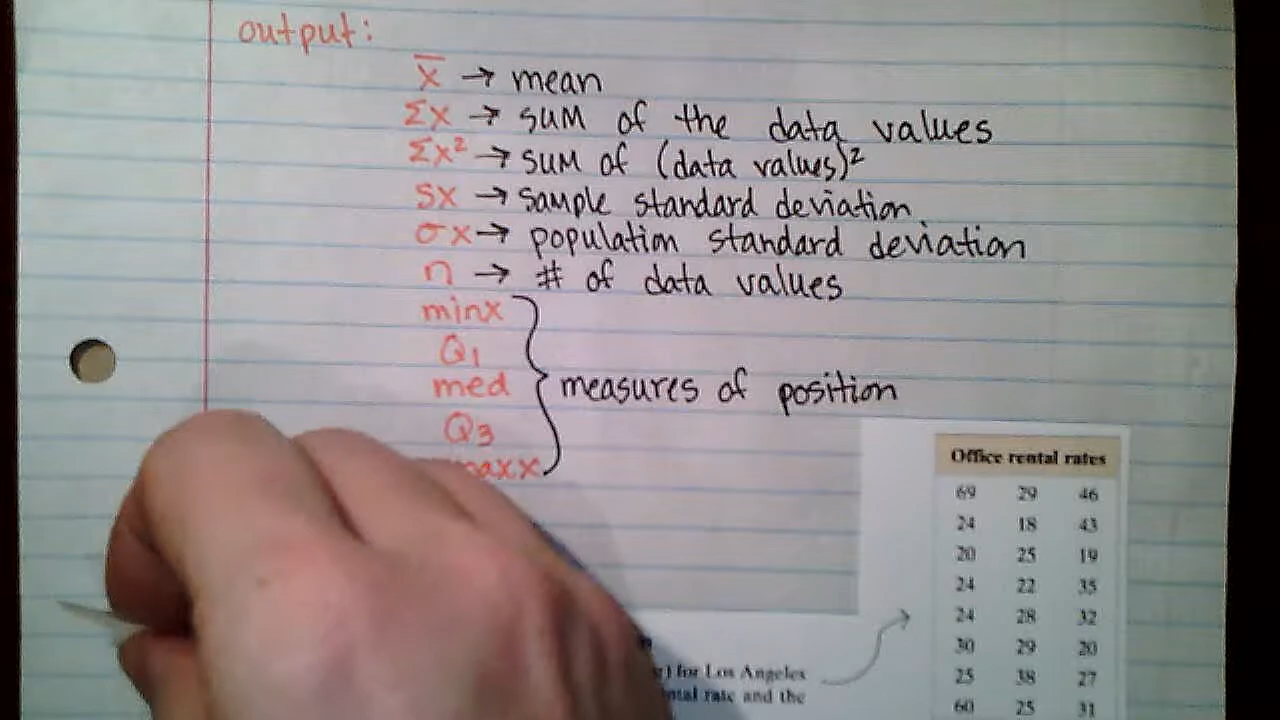 output:
x̄ → mean
Σx → sum of the data values
Σx² → sum of (data values)²
Sx → sample standard deviation
σx → population standard deviation
n → # of data values
minx
Q₁
med
measures of position
Q₃
maxx
Office rental rates
69 29 46
24 18 43
20 25 19
24 22 35
24 28 32
30 29 20
25 38 27
60 25 31
) for Los Angeles
rate and the